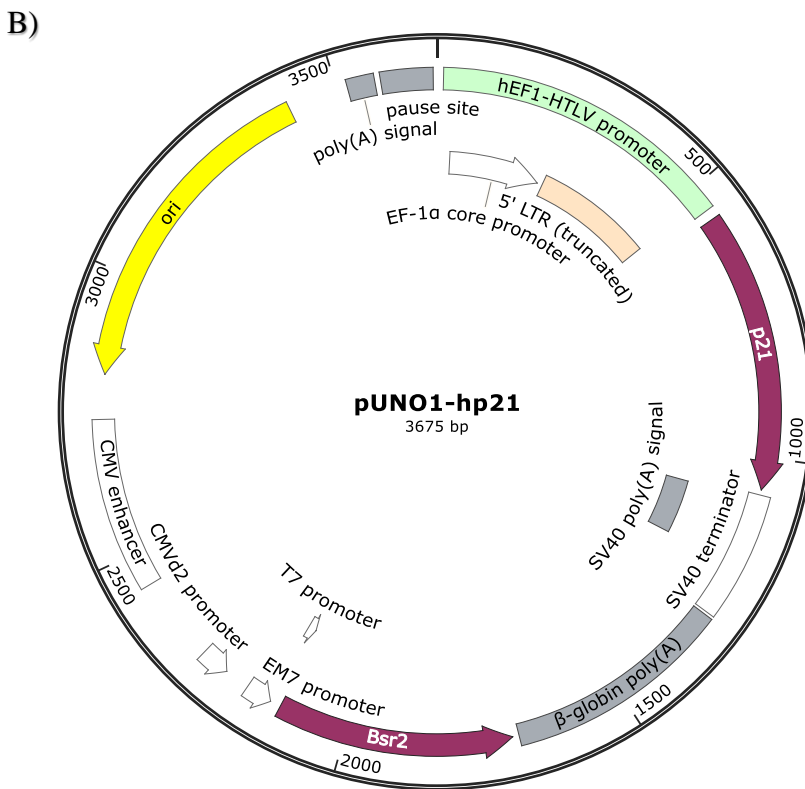 B)
3500
pause site
poly(A) signal
hEF1-HTLV promoter
500
EF-1α core promoter
5' LTR (truncated)
ori
3000
p21
pUNO1-hp21
3675 bp
1000
SV40 poly(A) signal
SV40 terminator
CMV enhancer
2500
CMVd2 promoter
T7 promoter
EM7 promoter
Bsr2
β-globin poly(A)
1500
2000